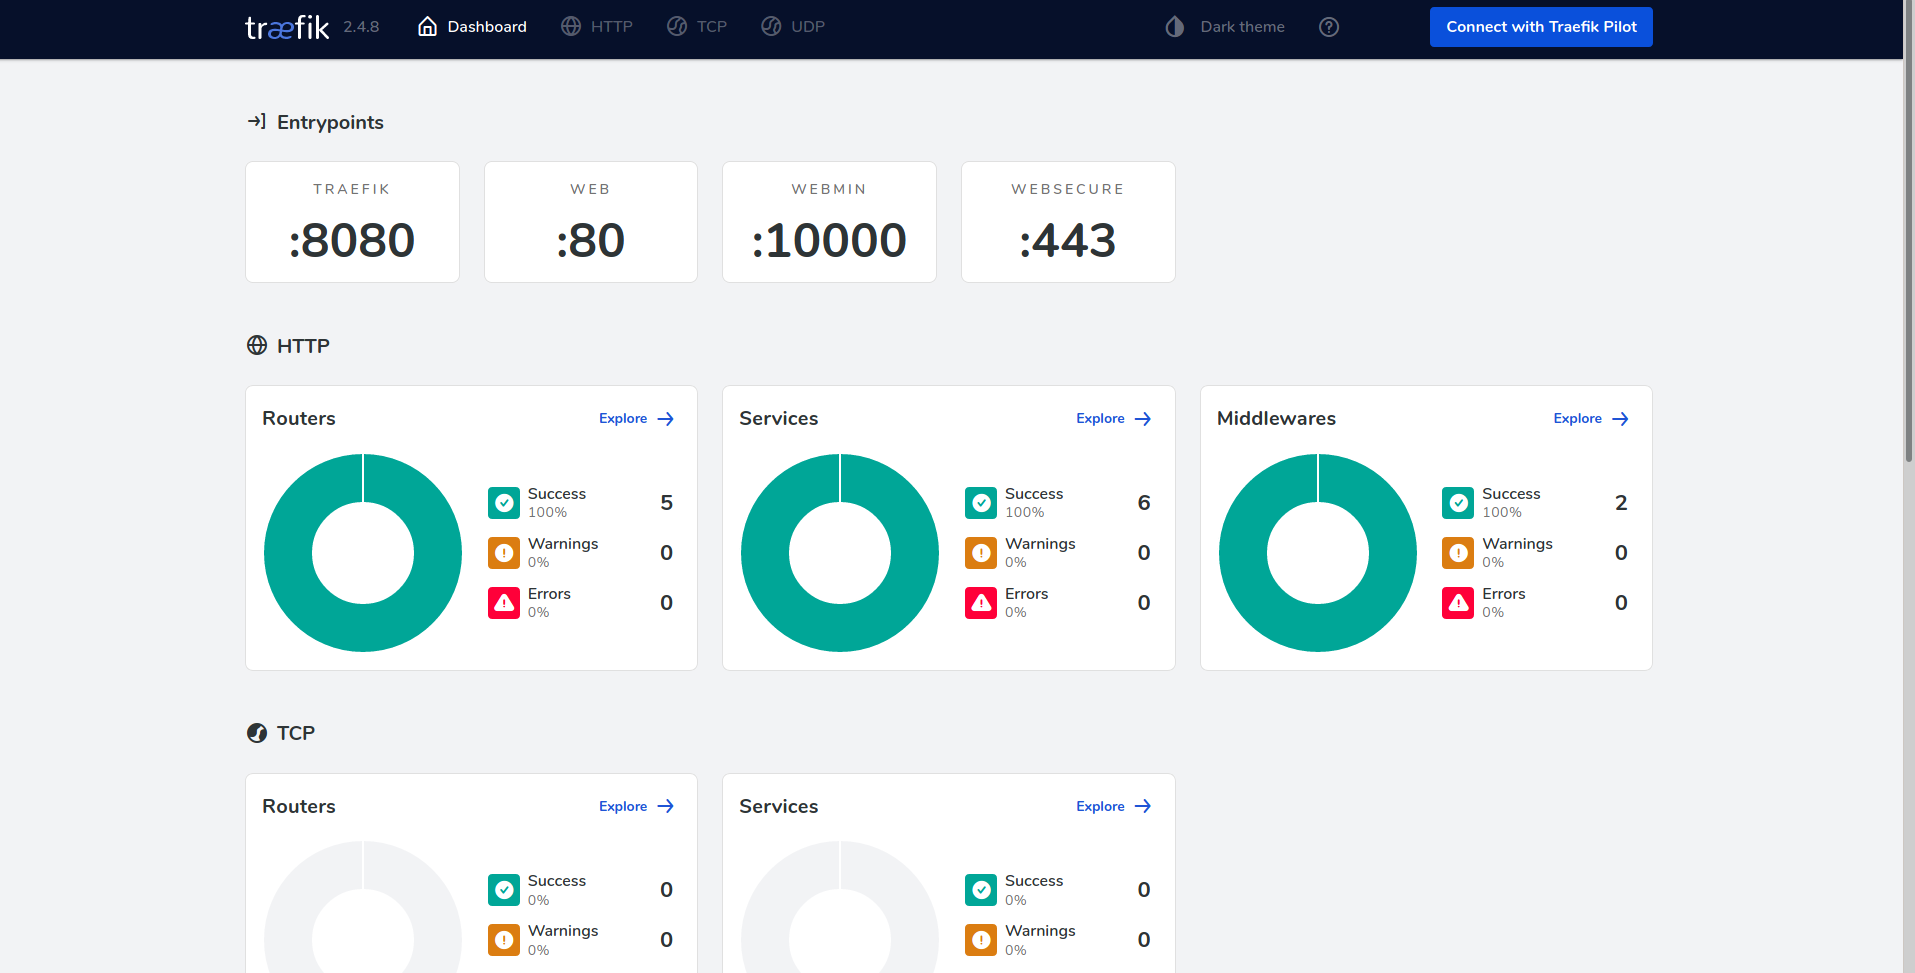 træfik 2.4.8 Dashboard HTTP TCP UDP Dark theme Connect with Traefik Pilot
Entrypoints
TRAEFIK WEB WEBMIN WEBSECURE
:8080 :80 :10000 :443
HTTP
Routers Explore
Success 5
100%
Warnings 0
0%
Errors 0
0%
Services Explore
Success 6
100%
Warnings 0
0%
Errors 0
0%
Middlewares Explore
Success 2
100%
Warnings 0
0%
Errors 0
0%
TCP
Routers Explore
Success 0
0%
Warnings 0
0%
Services Explore
Success 0
0%
Warnings 0
0%